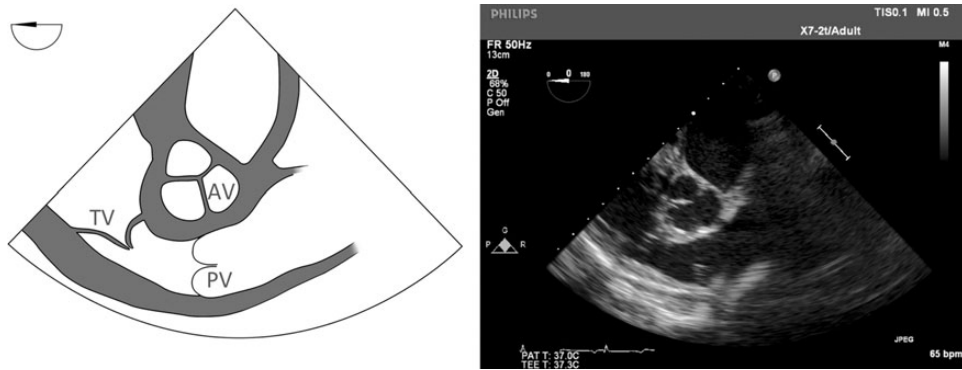 TV
AV
PV
PHILIPS
TIS0.1 MI 0.5
X7-2t/Adult
FR 50Hz
13cm
M4
2D
68%
C 50
P Off
Gen
0 0 180
G
P R
JPEG
PAT T: 37.0C
TEE T: 37.3C
65 bpm